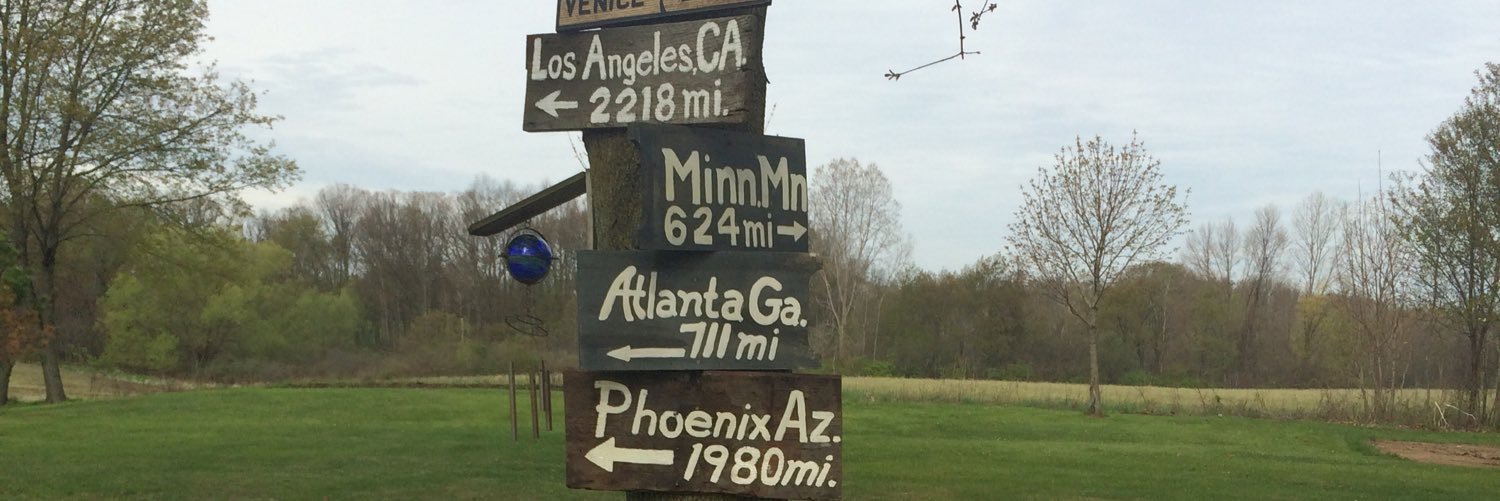 VENICE
Los Angeles, CA.
← 2218 mi.
Minn. Mn
624 mi →
Atlanta Ga.
← 711 mi
Phoenix Az.
← 1980 mi.